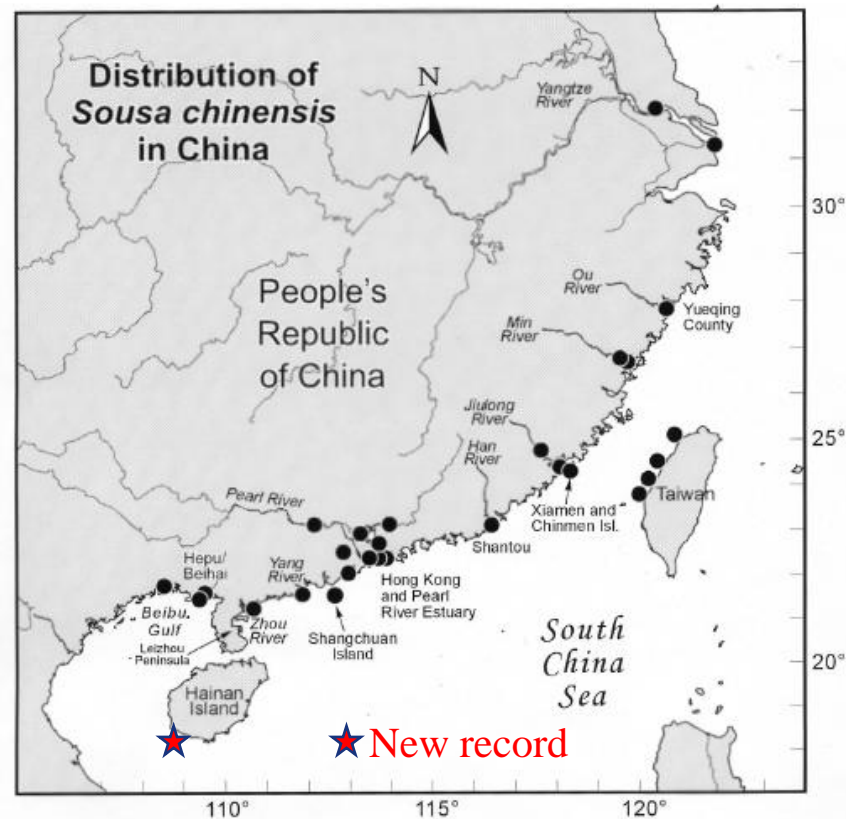 Distribution of
Sousa chinensis
in China
N
Yangtze
River
30°
Ou
River
People's
Republic
of China
Yueqing
County
Min
River
Jiulong
River
Han
River
25°
Pearl River
Taiwan
Xiamen and
Chinmen Isl.
Shantou
Hepu/
Beihai
Yang
River
Hong Kong
and Pearl
River Estuary
Beibu
Gulf
Zhou
River
Leizhou
Peninsula
Shangchuan
Island
South
China
Sea
20°
Hainan
Island
New record
110°
115°
120°